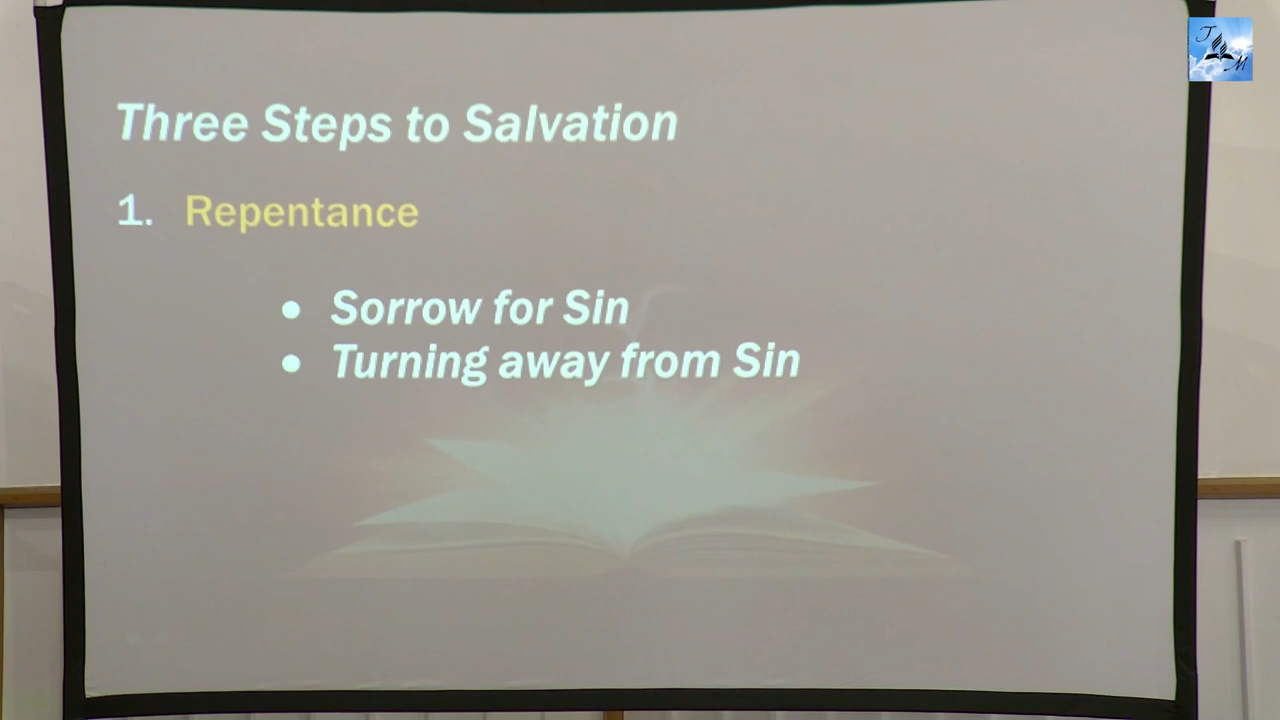 Three Steps to Salvation
1. Repentance
• Sorrow for Sin
• Turning away from Sin
T
M